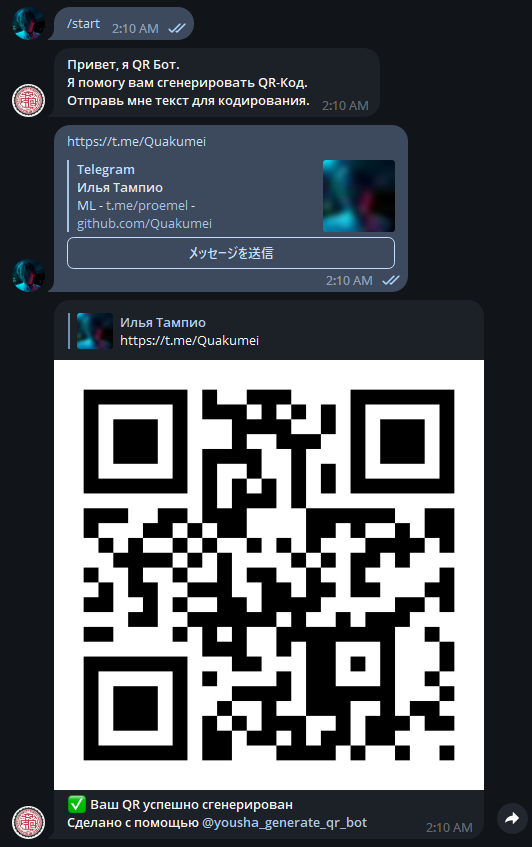 /start
2:10 AM
Привет, я QR Бот.
Я помогу вам сгенерировать QR-Код.
Отправь мне текст для кодирования.
2:10 AM
https://t.me/Quakumei
Telegram
Илья Тампио
ML - t.me/proemel -
github.com/Quakumei
メッセージを送信
2:10 AM
Илья Тампио
https://t.me/Quakumei
✅ Ваш QR успешно сгенерирован
Сделано с помощью @yousha_generate_qr_bot
2:10 AM